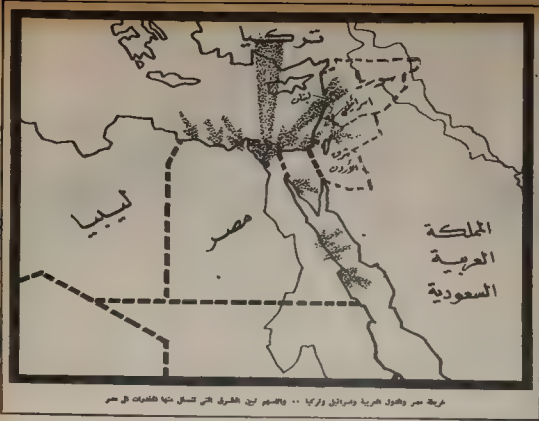 تركيا
لبنان
اسرائيل
الأردن
ليبيا
مصر
المملكة
العربية
السعودية
خريطة مصر والدول العربية واسرائيل وتركيا .. والاسهم تبين الطرق التي تتسلل منها المخدرات الى مصر